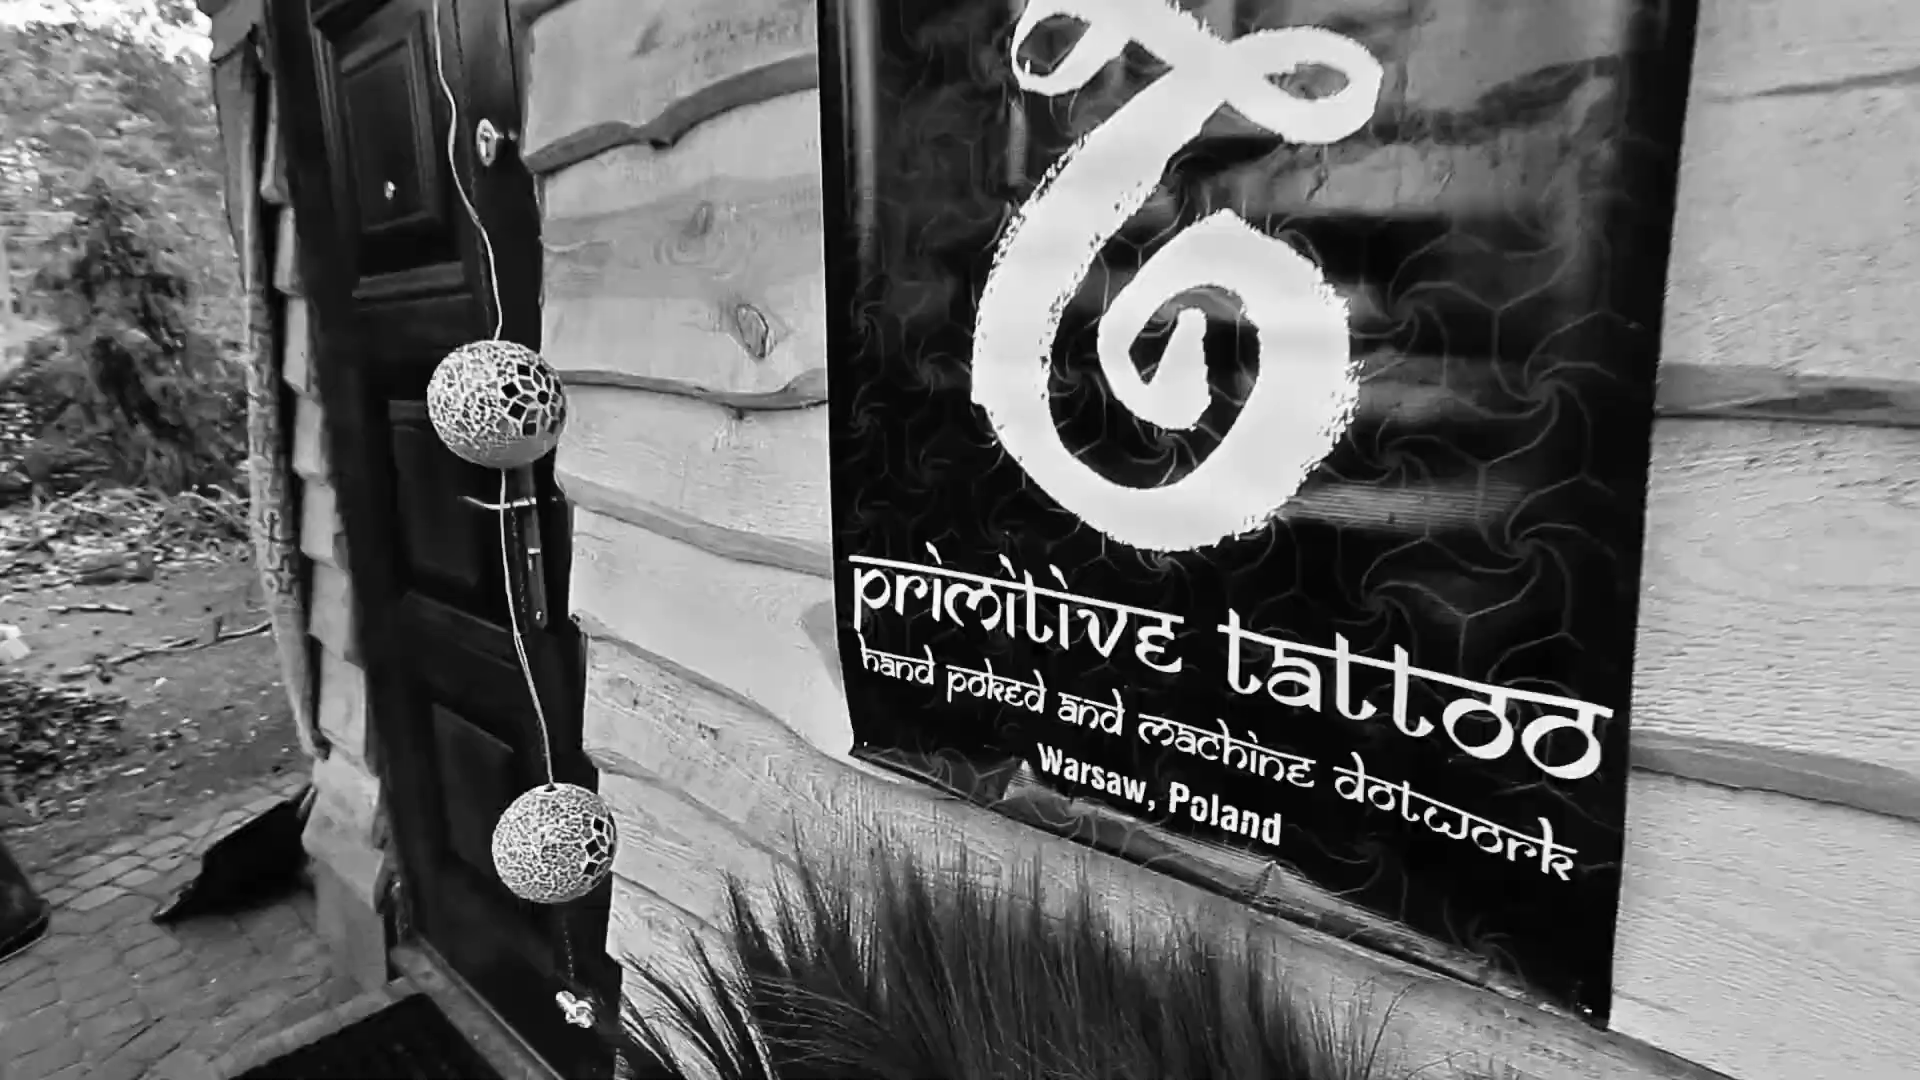 primitive tattoo
hand poked and machine dotwork
Warsaw, Poland